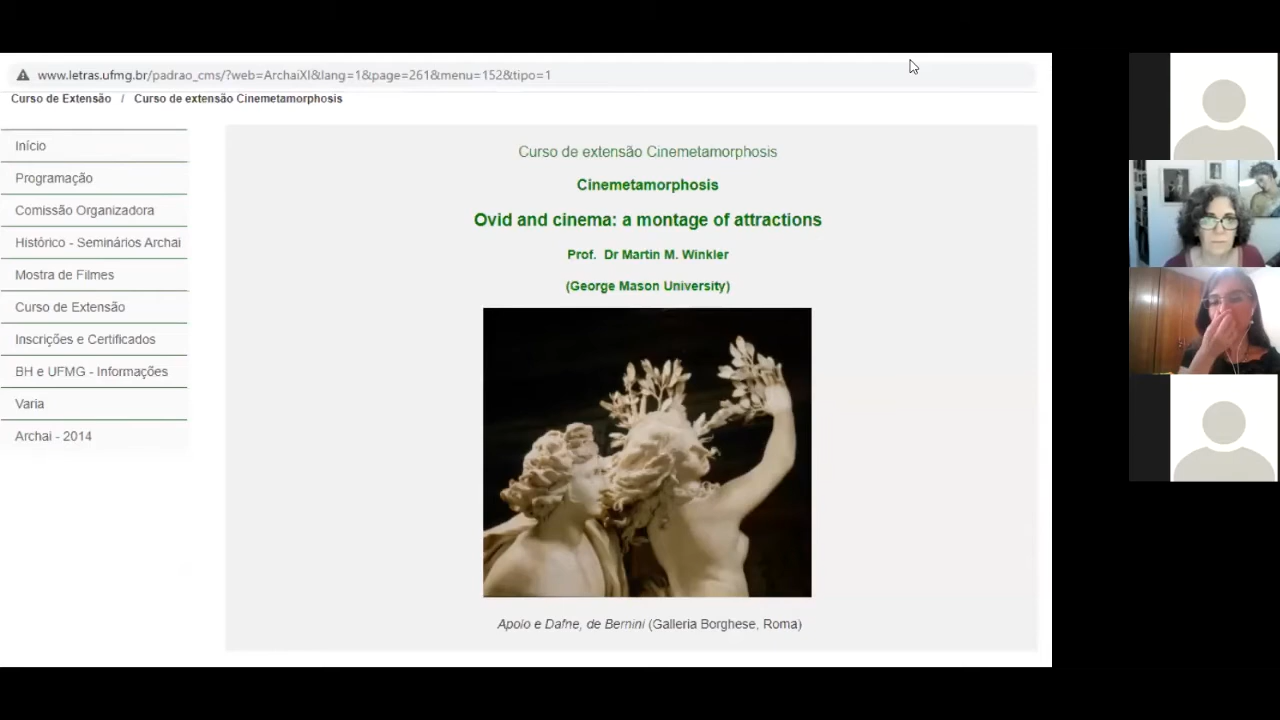 www.letras.ufmg.br/padrao_cms/?web=ArchaiXI&lang=1&page=261&menu=152&tipo=1
Curso de Extensão / Curso de extensão Cinemetamorphosis
Início
Programação
Comissão Organizadora
Histórico - Seminários Archai
Mostra de Filmes
Curso de Extensão
Inscrições e Certificados
BH e UFMG - Informações
Varia
Archai - 2014
Curso de extensão Cinemetamorphosis
Cinemetamorphosis
Ovid and cinema: a montage of attractions
Prof. Dr Martin M. Winkler
(George Mason University)
Apolo e Dafne, de Bernini (Galleria Borghese, Roma)